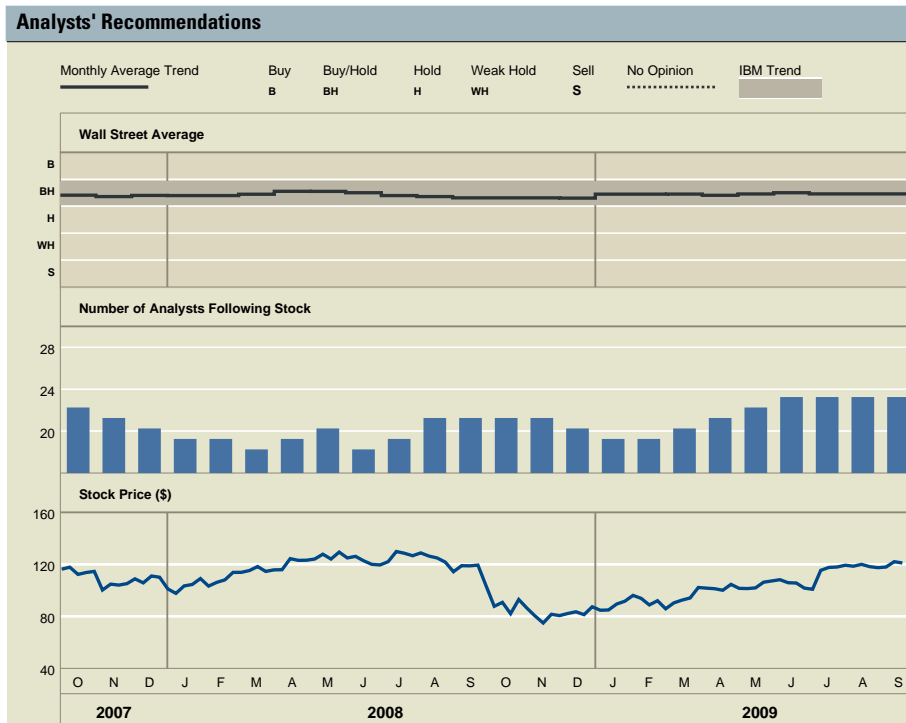 Analysts' Recommendations
Monthly Average Trend Buy Buy/Hold Hold Weak Hold Sell No Opinion IBM Trend
B BH H WH S
Wall Street Average
B
BH
H
WH
S
Number of Analysts Following Stock
28
24
20
Stock Price ($)
160
120
80
40
O N D J F M A M J J A S O N D J F M A M J J A S
2007 2008 2009